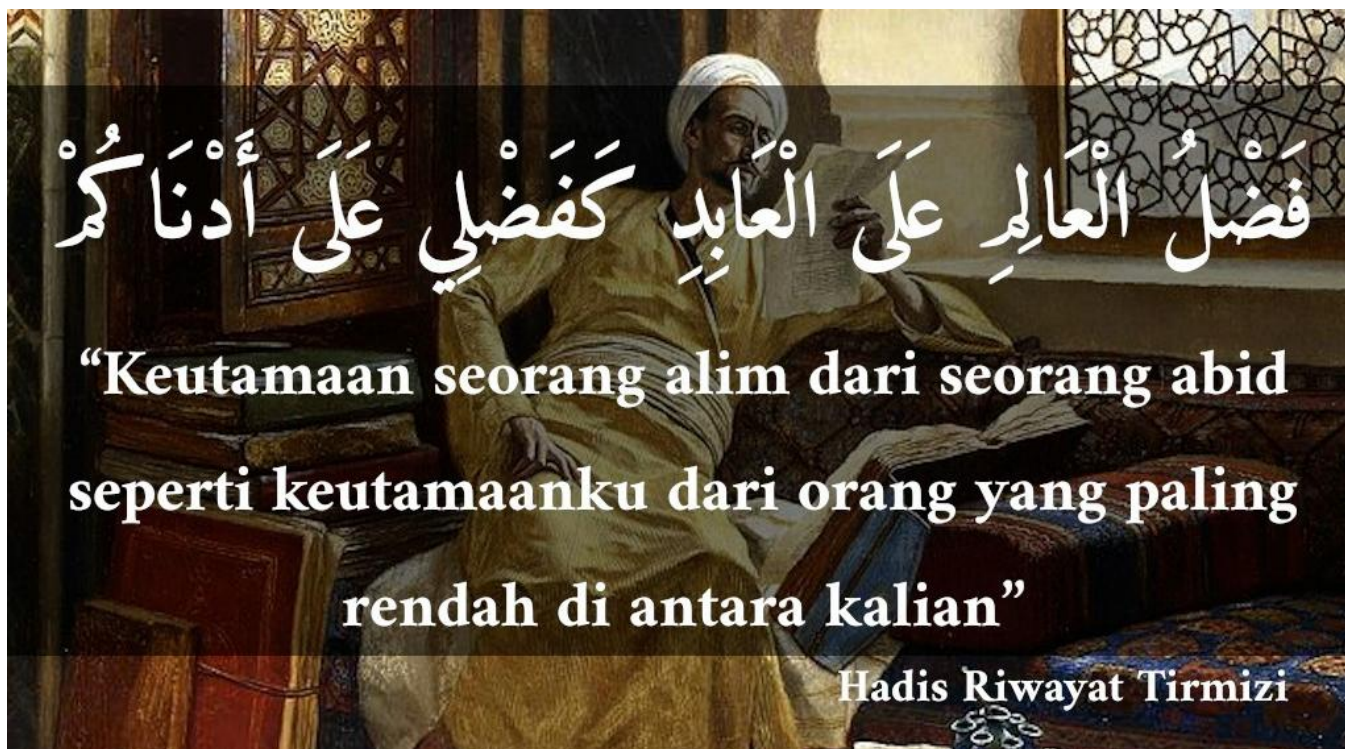 فَضْلُ الْعَالِمِ عَلَى الْعَابِدِ كَفَضْلِي عَلَى أَدْنَاكُمْ
“Keutamaan seorang alim dari seorang abid
seperti keutamaanku dari orang yang paling
rendah di antara kalian”
Hadis Riwayat Tirmizi